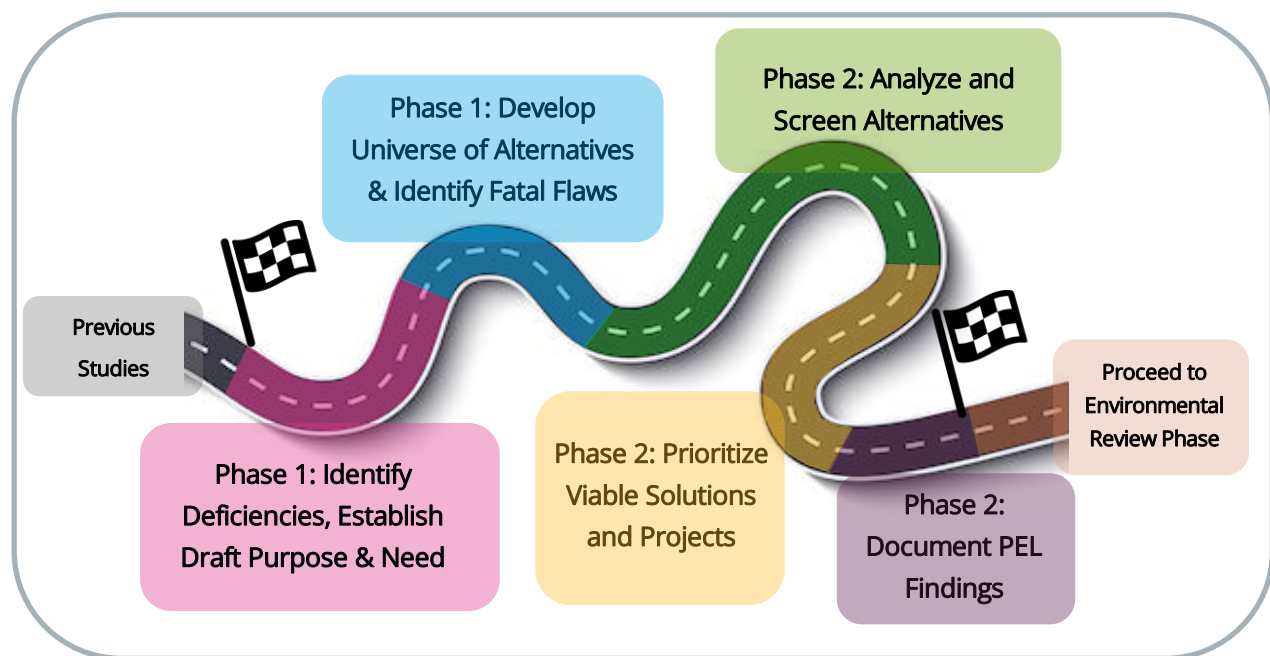 Previous
Studies
Phase 1: Identify
Deficiencies, Establish
Draft Purpose & Need
Phase 1: Develop
Universe of Alternatives
& Identify Fatal Flaws
Phase 2: Analyze and
Screen Alternatives
Phase 2: Prioritize
Viable Solutions
and Projects
Phase 2:
Document PEL
Findings
Proceed to
Environmental
Review Phase